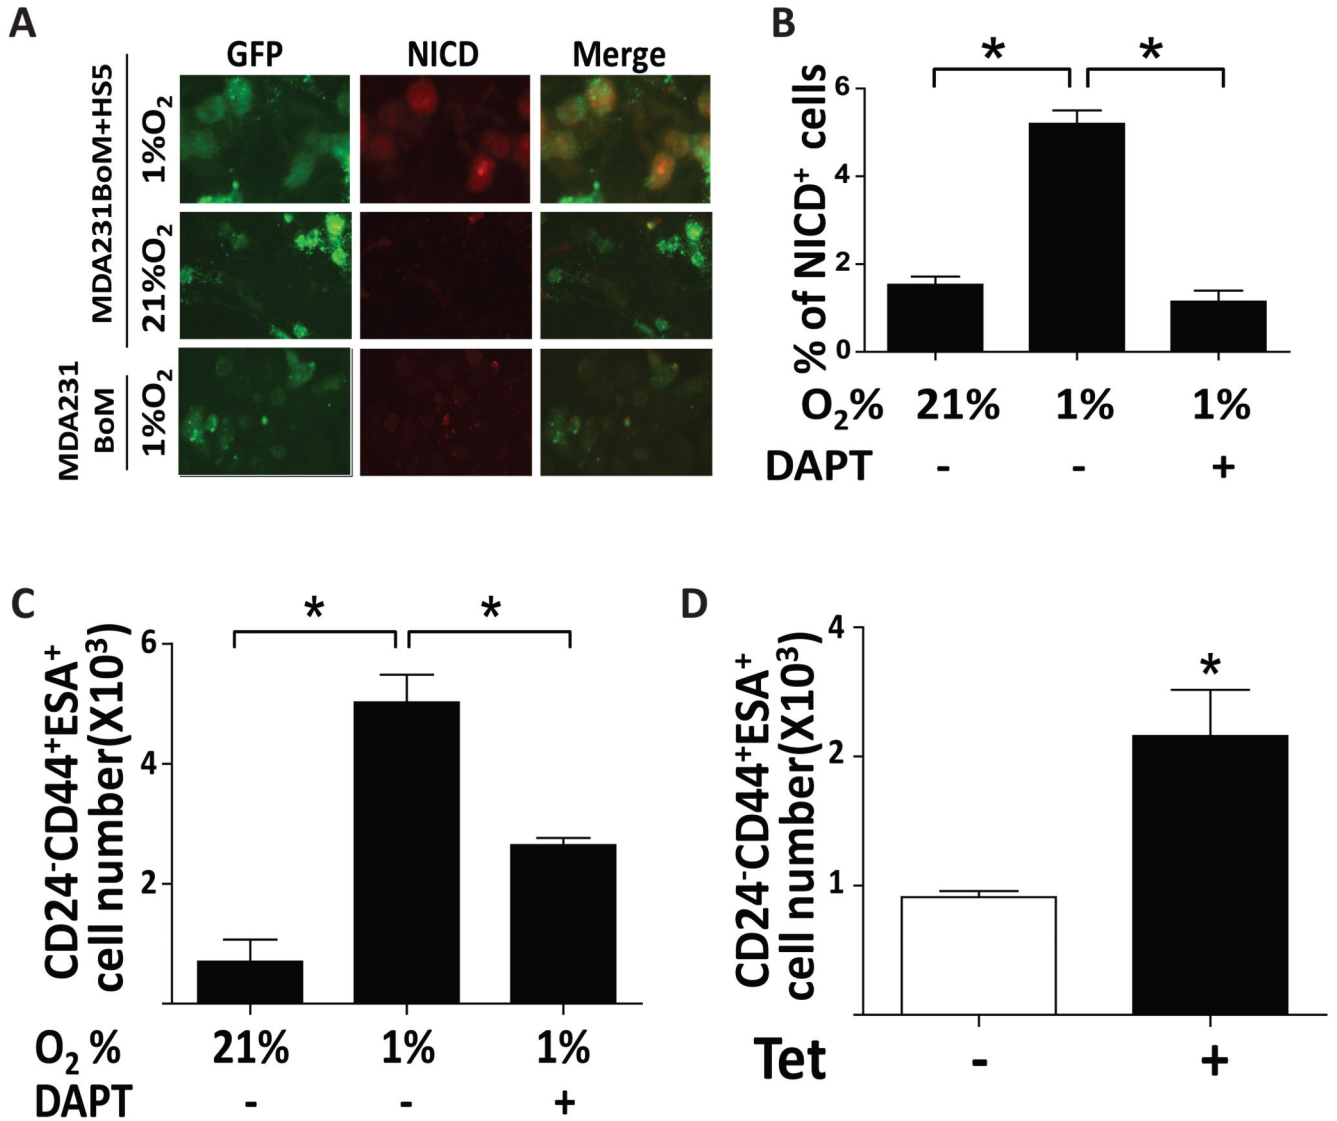 A
GFP NICD Merge
MDA231BoM+HS5
1%O₂
21%O₂
MDA231
BoM
1%O₂
B
* *
% of NICD⁺ cells
6
4
2
0
O₂% 21% 1% 1%
DAPT - - +
C
* *
CD24⁻CD44⁺ESA⁺
cell number(X10³)
6
4
2
O₂ % 21% 1% 1%
DAPT - - +
D
*
CD24⁻CD44⁺ESA⁺
cell number(X10³)
4
2
1
Tet - +